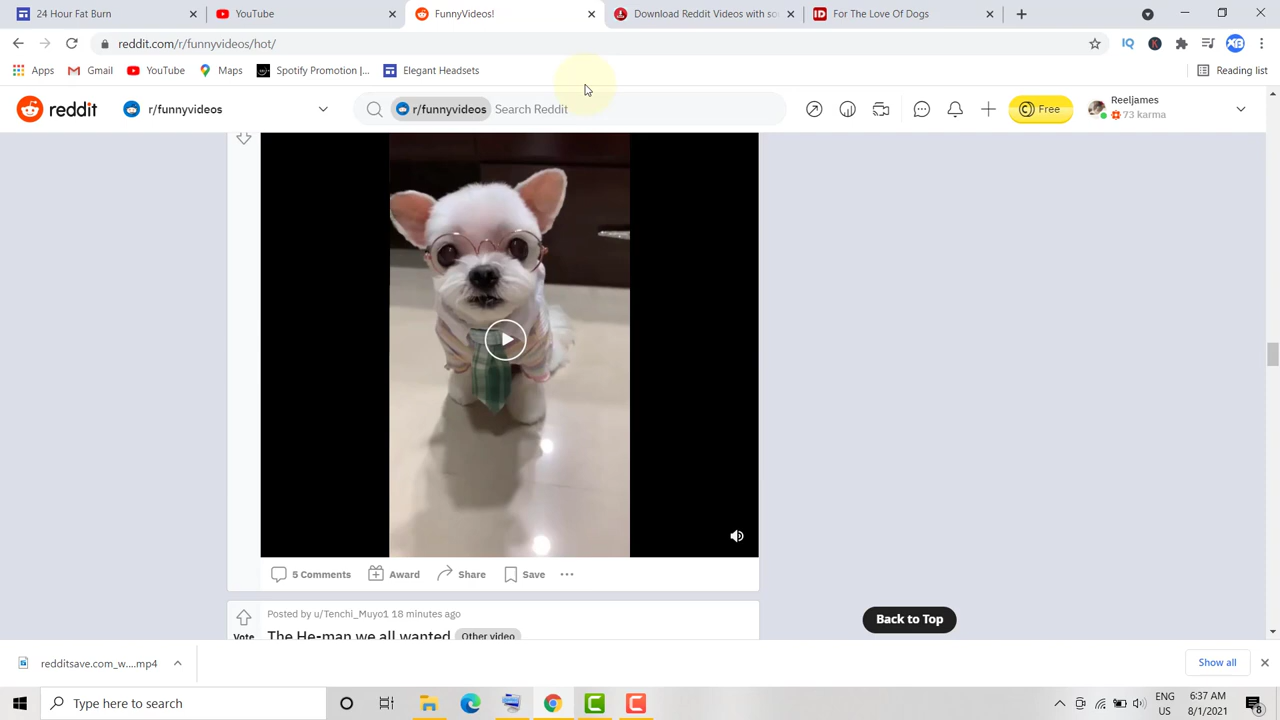 24 Hour Fat Burn
YouTube
FunnyVideos!
Download Reddit Videos with so
For The Love Of Dogs
reddit.com/r/funnyvideos/hot/
Apps
Gmail
YouTube
Maps
Spotify Promotion |...
Elegant Headsets
Reading list
reddit
r/funnyvideos
r/funnyvideos
Search Reddit
Free
Reeljames
73 karma
5 Comments
Award
Share
Save
Posted by u/Tenchi_Muyo1 18 minutes ago
Vote
The He-man we all wanted
Other video
Back to Top
redditsave.com_w....mp4
Show all
Type here to search
ENG
US
6:37 AM
8/1/2021
8